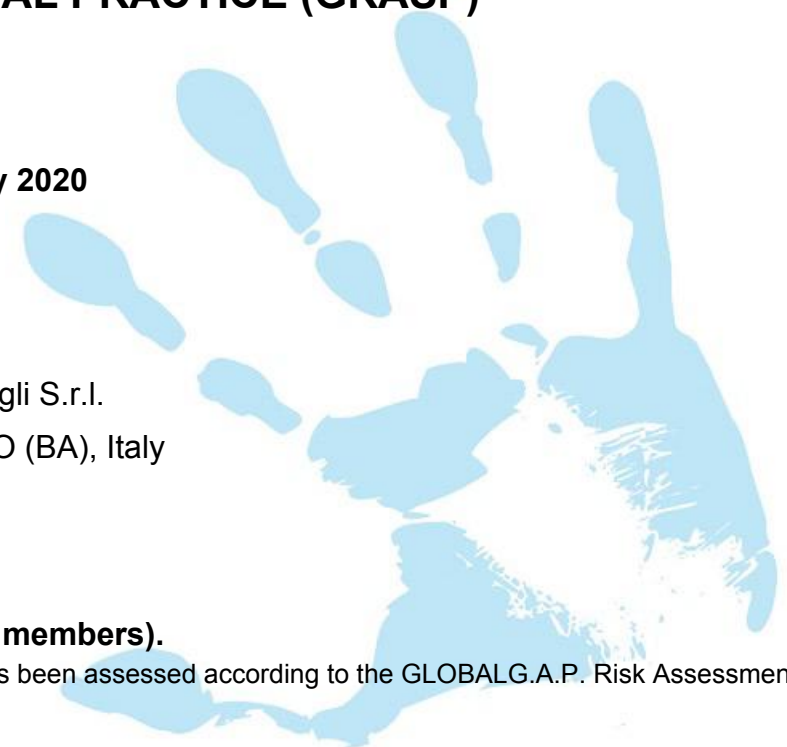 AL PRACTICE (GRASP)
y 2020
gli S.r.l.
O (BA), Italy
members).
s been assessed according to the GLOBALG.A.P. Risk Assessmen